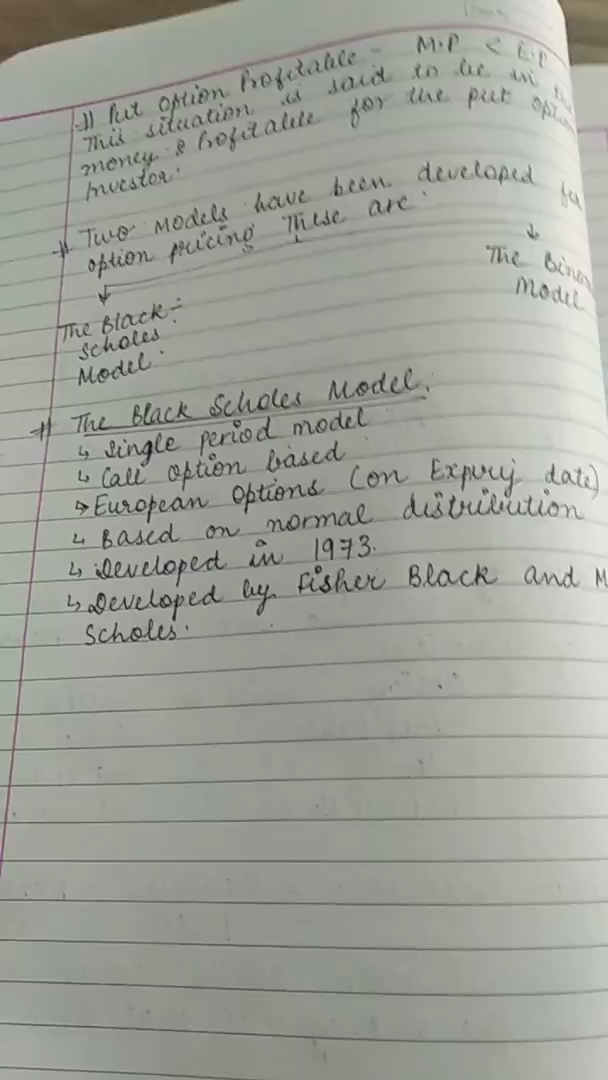 # Put Option Profitable - M.P < E.P
This situation is said to be in
money & Profitable for the put option
Investor.
# Two Models have been developed for
option pricing These are.
The Black- Scholes Model.
The Model
# The Black Scholes Model.
↳ Single period model
↳ Call option based
→ European Options (on Expiry date)
↳ Based on normal distribution
↳ Developed in 1973.
↳ Developed by Fisher Black and M
Scholes.